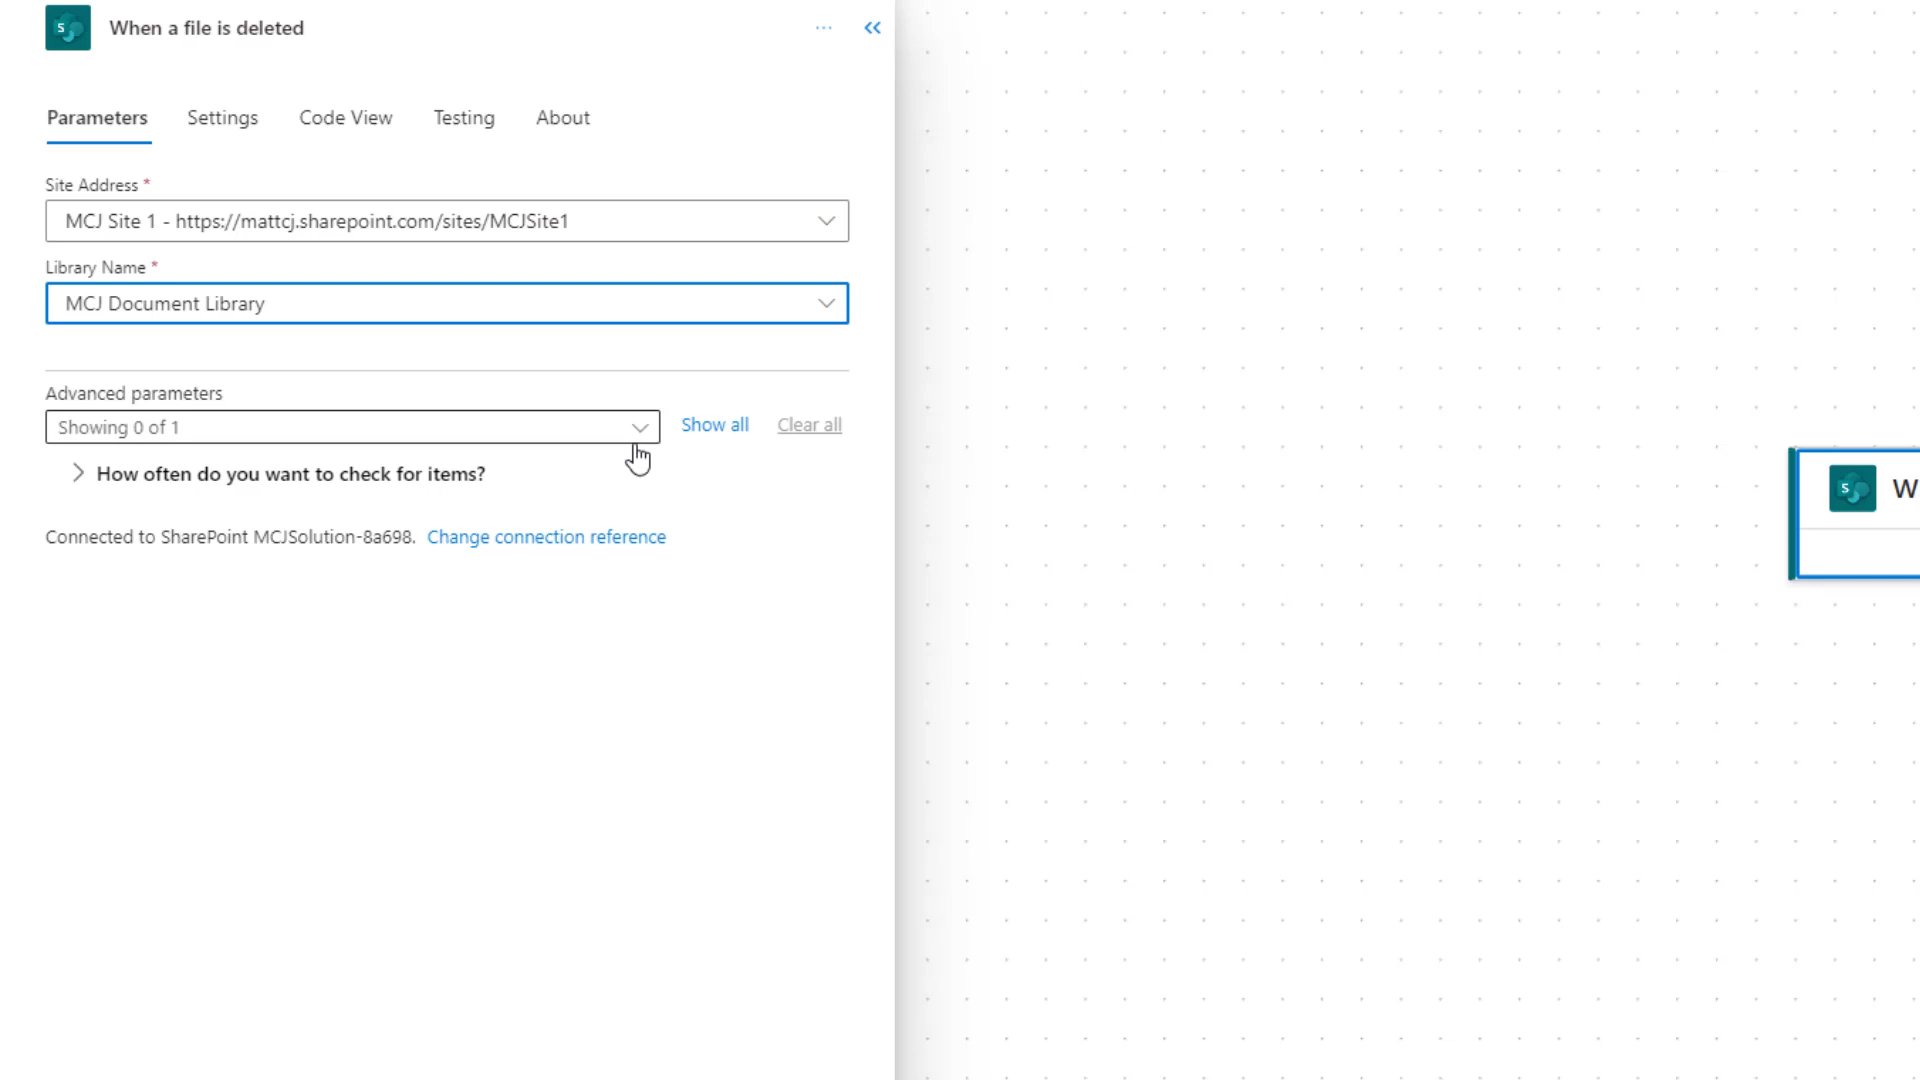 When a file is deleted
Parameters Settings Code View Testing About
Site Address *
MCJ Site 1 - https://mattcj.sharepoint.com/sites/MCJSite1
Library Name *
MCJ Document Library
Advanced parameters
Showing 0 of 1 Show all Clear all
How often do you want to check for items?
Connected to SharePoint MCJSolution-8a698. Change connection reference
S W